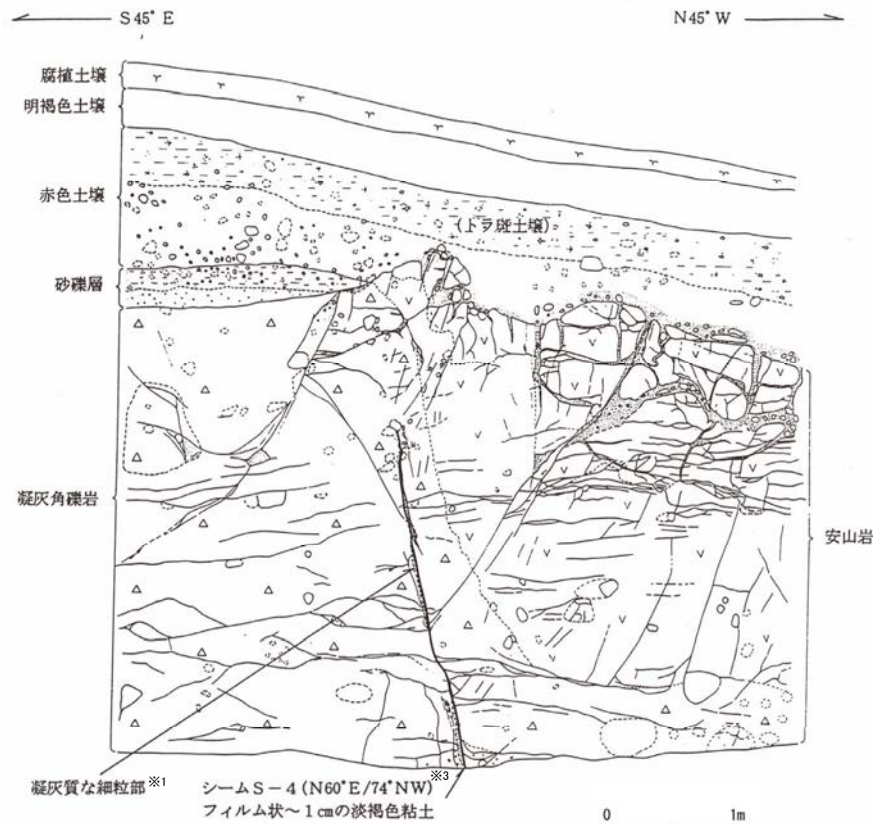 S45°E
N45°W
腐植土壌
明褐色土壌
赤色土壌
(トラ斑土壌)
砂礫層
凝灰角礫岩
安山岩
凝灰質な細粒部※1
シームS-4(N60°E/74°NW)※3
フィルム状~1cmの淡褐色粘土
0 1m